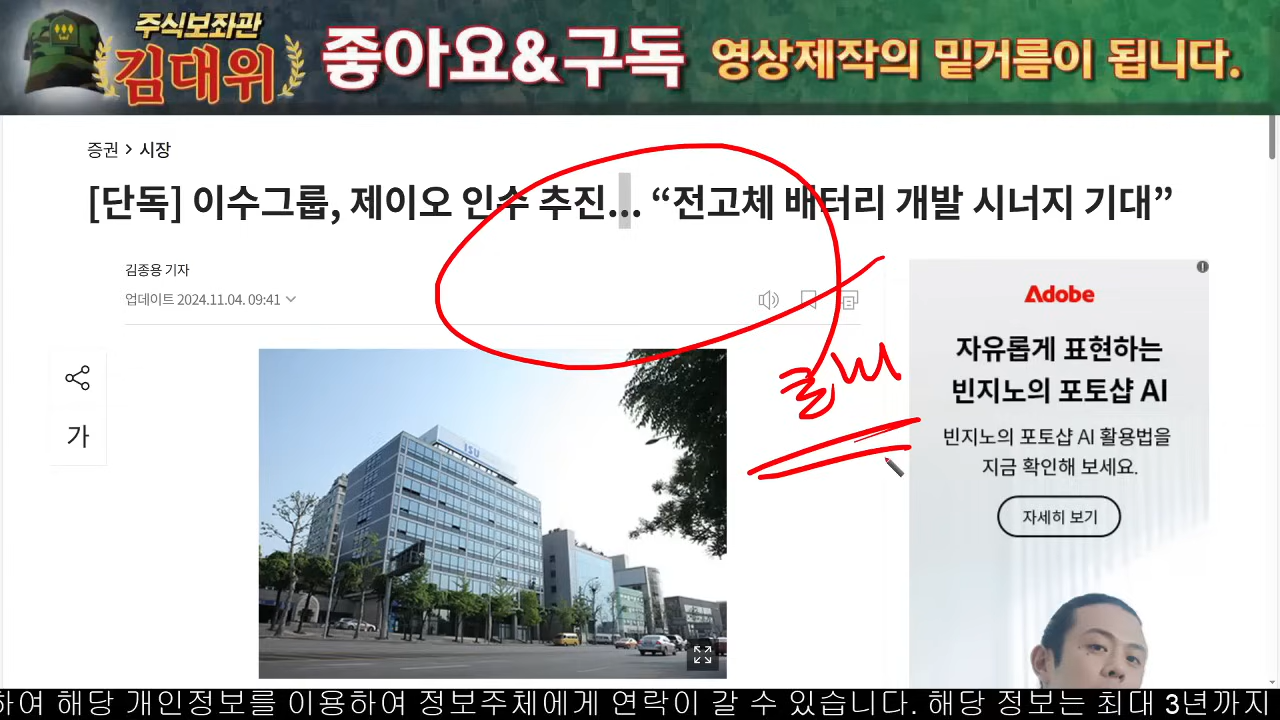 주식보좌관
김대위
좋아요&구독
영상제작의 밑거름이 됩니다.
증권 > 시장
[단독] 이수그룹, 제이오 인수 추진... “전고체 배터리 개발 시너지 기대”
김종용 기자
업데이트 2024.11.04. 09:41
가
ISU
Adobe
자유롭게 표현하는
빈지노의 포토샵 AI
빈지노의 포토샵 AI 활용법을
지금 확인해 보세요.
자세히 보기
하여 해당 개인정보를 이용하여 정보주체에게 연락이 갈 수 있습니다. 해당 정보는 최대 3년까지